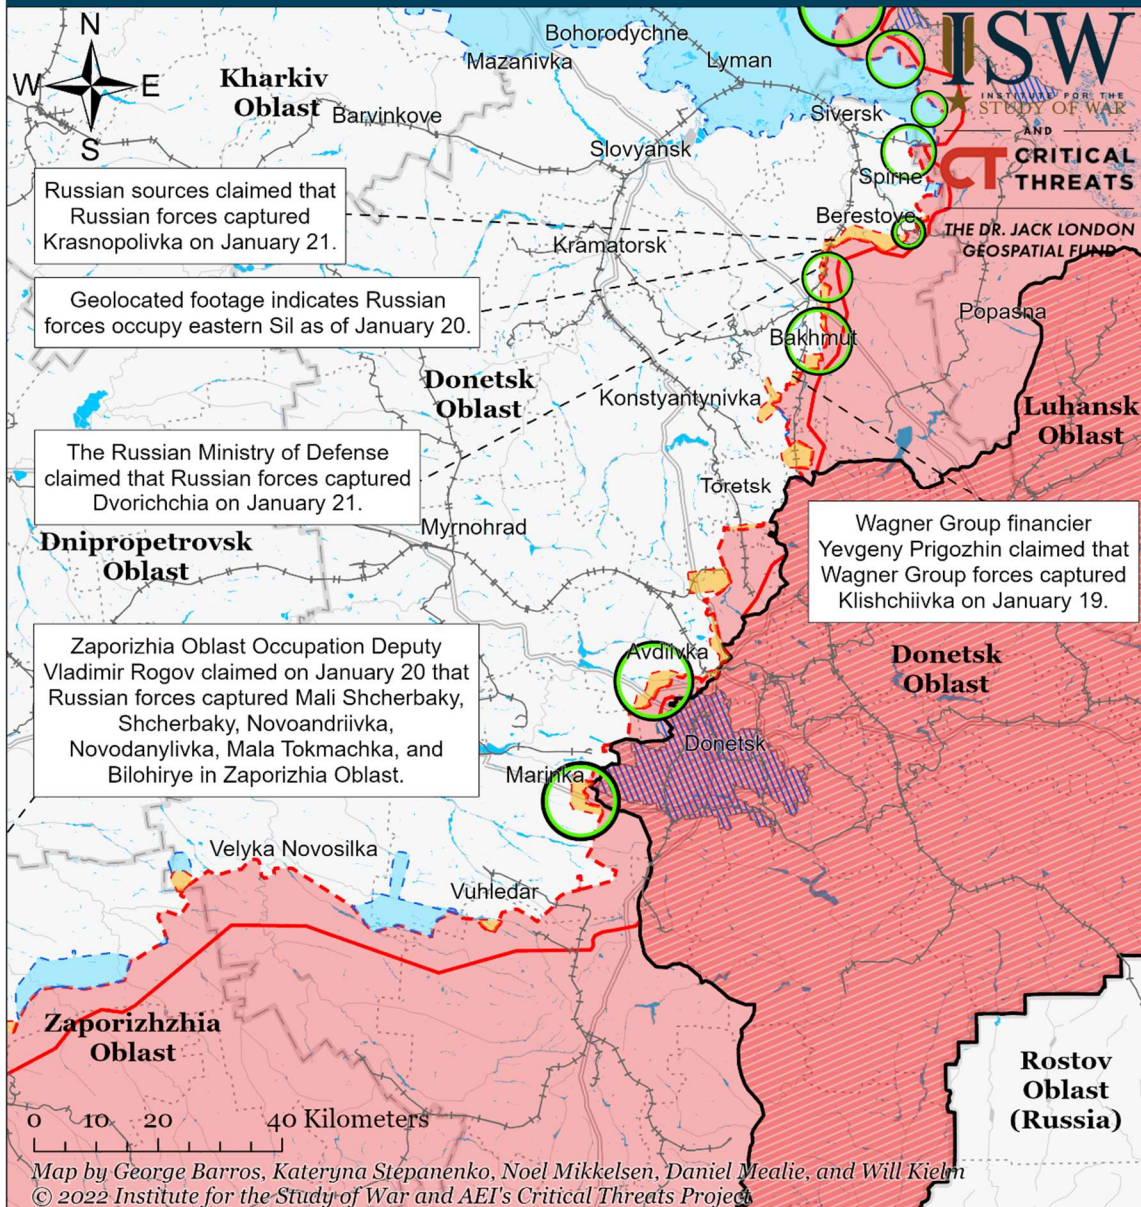 N
W
E
S
Kharkiv
Oblast
Bohorodychne
Mazanivka
Lyman
Barvinkove
Slovyansk
Siversk
Spirne
Berestove
Kramatorsk
ISW
INSTITUTE FOR THE
STUDY OF WAR
AND
CT CRITICAL
THREATS
THE DR. JACK LONDON
GEOSPATIAL FUND
Russian sources claimed that
Russian forces captured
Krasnopolivka on January 21.
Geolocated footage indicates Russian
forces occupy eastern Sil as of January 20.
Popasna
Bakhmut
Donetsk
Oblast
Konstyantynivka
Luhansk
Oblast
The Russian Ministry of Defense
claimed that Russian forces captured
Dvorichchia on January 21.
Toretsk
Myrnohrad
Dnipropetrovsk
Oblast
Wagner Group financier
Yevgeny Prigozhin claimed that
Wagner Group forces captured
Klishchiivka on January 19.
Zaporizhia Oblast Occupation Deputy
Vladimir Rogov claimed on January 20 that
Russian forces captured Mali Shcherbaky,
Shcherbaky, Novoandriivka,
Novodanylivka, Mala Tokmachka, and
Bilohirye in Zaporizhia Oblast.
Avdiivka
Donetsk
Oblast
Donetsk
Marinka
Velyka Novosilka
Vuhledar
Zaporizhzhia
Oblast
Rostov
Oblast
(Russia)
0 10 20 40 Kilometers
Map by George Barros, Kateryna Stepanenko, Noel Mikkelsen, Daniel Mealie, and Will Kielm
© 2022 Institute for the Study of War and AEI's Critical Threats Project